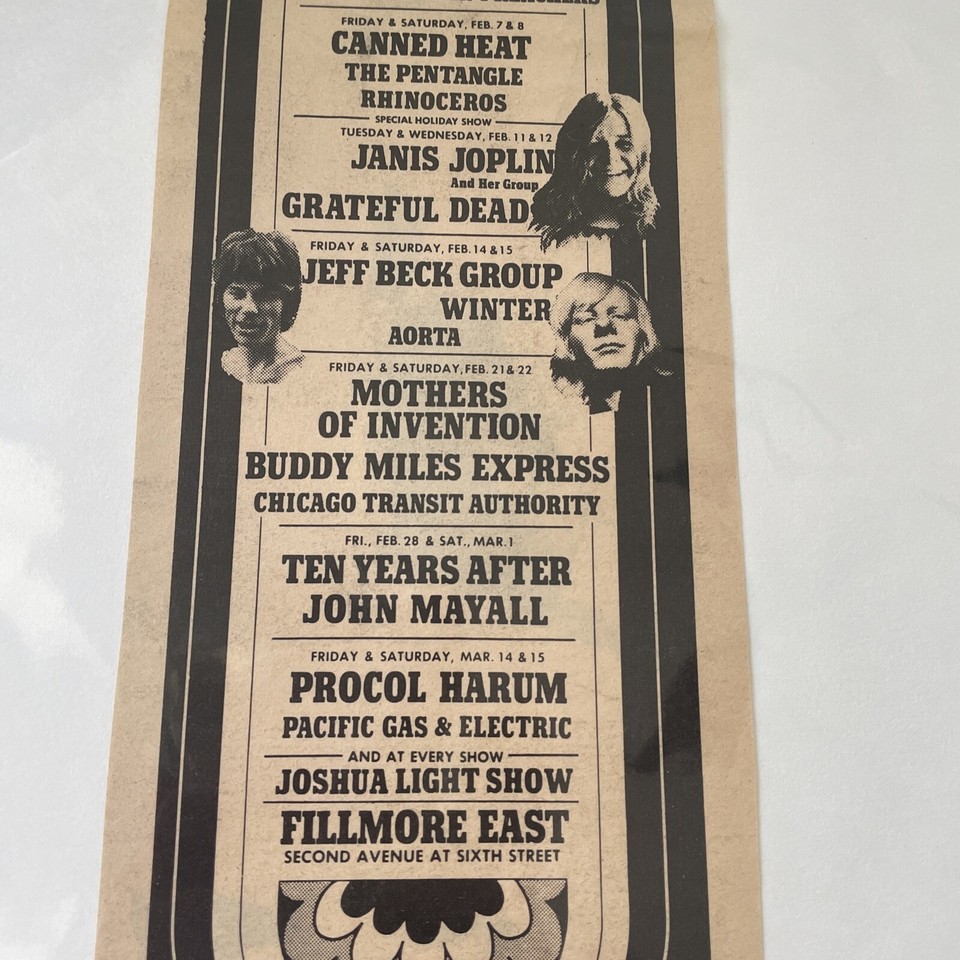 FRIDAY & SATURDAY, FEB. 7 & 8
CANNED HEAT
THE PENTANGLE
RHINOCEROS
SPECIAL HOLIDAY SHOW
TUESDAY & WEDNESDAY, FEB. 11 & 12
JANIS JOPLIN
And Her Group
GRATEFUL DEAD
FRIDAY & SATURDAY, FEB. 14 & 15
JEFF BECK GROUP
WINTER
AORTA
FRIDAY & SATURDAY, FEB. 21 & 22
MOTHERS
OF INVENTION
BUDDY MILES EXPRESS
CHICAGO TRANSIT AUTHORITY
FRI., FEB. 28 & SAT., MAR. 1
TEN YEARS AFTER
JOHN MAYALL
FRIDAY & SATURDAY, MAR. 14 & 15
PROCOL HARUM
PACIFIC GAS & ELECTRIC
AND AT EVERY SHOW
JOSHUA LIGHT SHOW
FILLMORE EAST
SECOND AVENUE AT SIXTH STREET